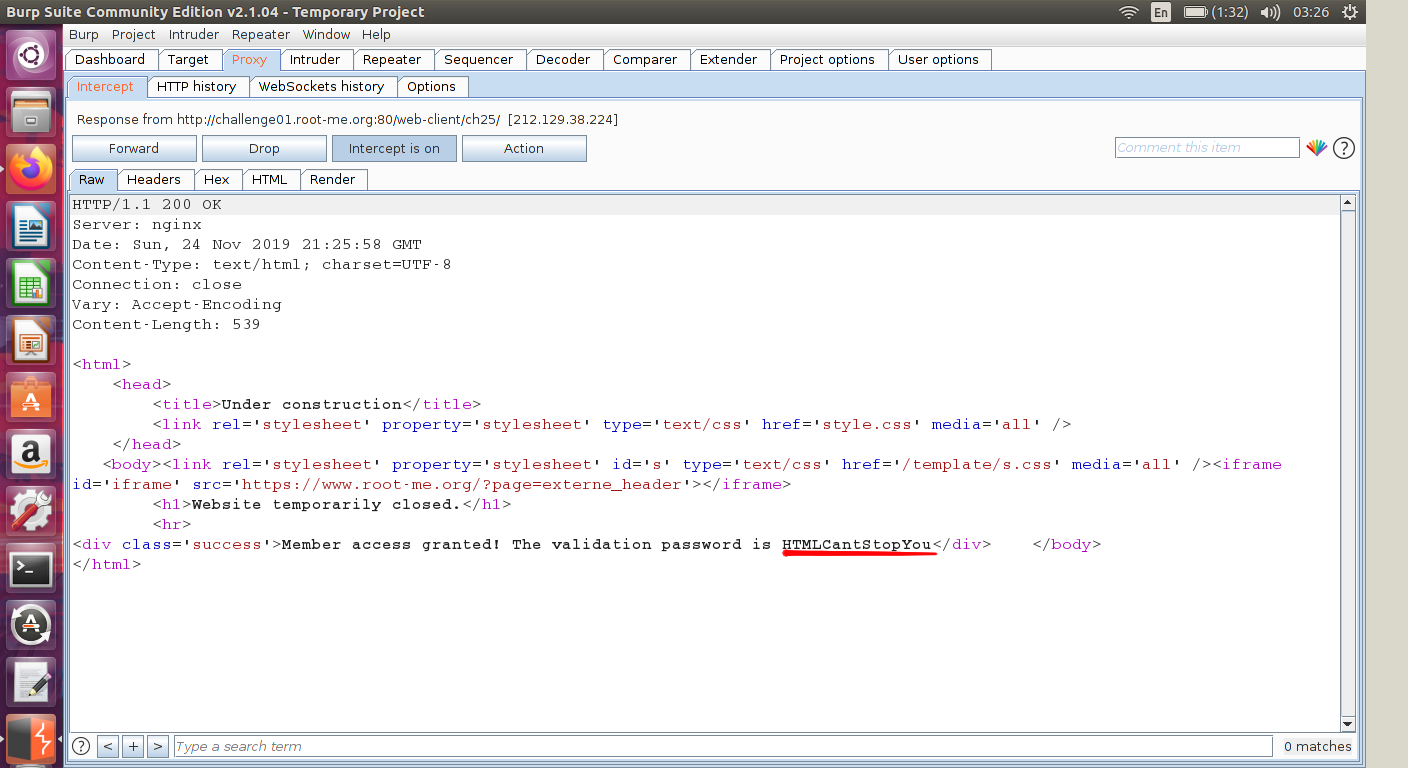 Burp Suite Community Edition v2.1.04 - Temporary Project En (1:32) 03:26
Burp Project Intruder Repeater Window Help
Dashboard Target Proxy Intruder Repeater Sequencer Decoder Comparer Extender Project options User options
Intercept HTTP history WebSockets history Options
Response from http://challenge01.root-me.org:80/web-client/ch25/ [212.129.38.224]
Forward Drop Intercept is on Action Comment this item ?
Raw Headers Hex HTML Render
HTTP/1.1 200 OK
Server: nginx
Date: Sun, 24 Nov 2019 21:25:58 GMT
Content-Type: text/html; charset=UTF-8
Connection: close
Vary: Accept-Encoding
Content-Length: 539
<html>
<head>
<title>Under construction</title>
<link rel='stylesheet' property='stylesheet' type='text/css' href='style.css' media='all' />
</head>
<body><link rel='stylesheet' property='stylesheet' id='s' type='text/css' href='/template/s.css' media='all' /><iframe
id='iframe' src='https://www.root-me.org/?page=externe_header'></iframe>
<h1>Website temporarily closed.</h1>
<hr>
<div class='success'>Member access granted! The validation password is HTMLCantStopYou</div> </body>
</html>
? < + > Type a search term 0 matches